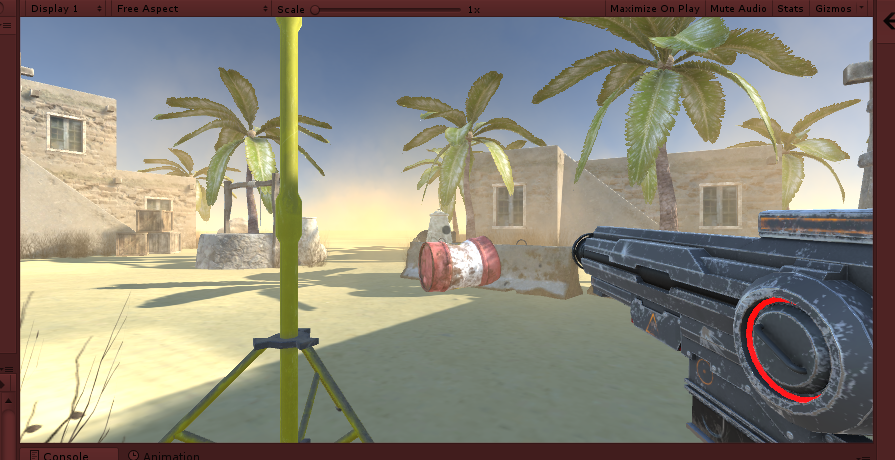 Display 1 Free Aspect Scale 1x Maximize On Play Mute Audio Stats Gizmos
Console Animation